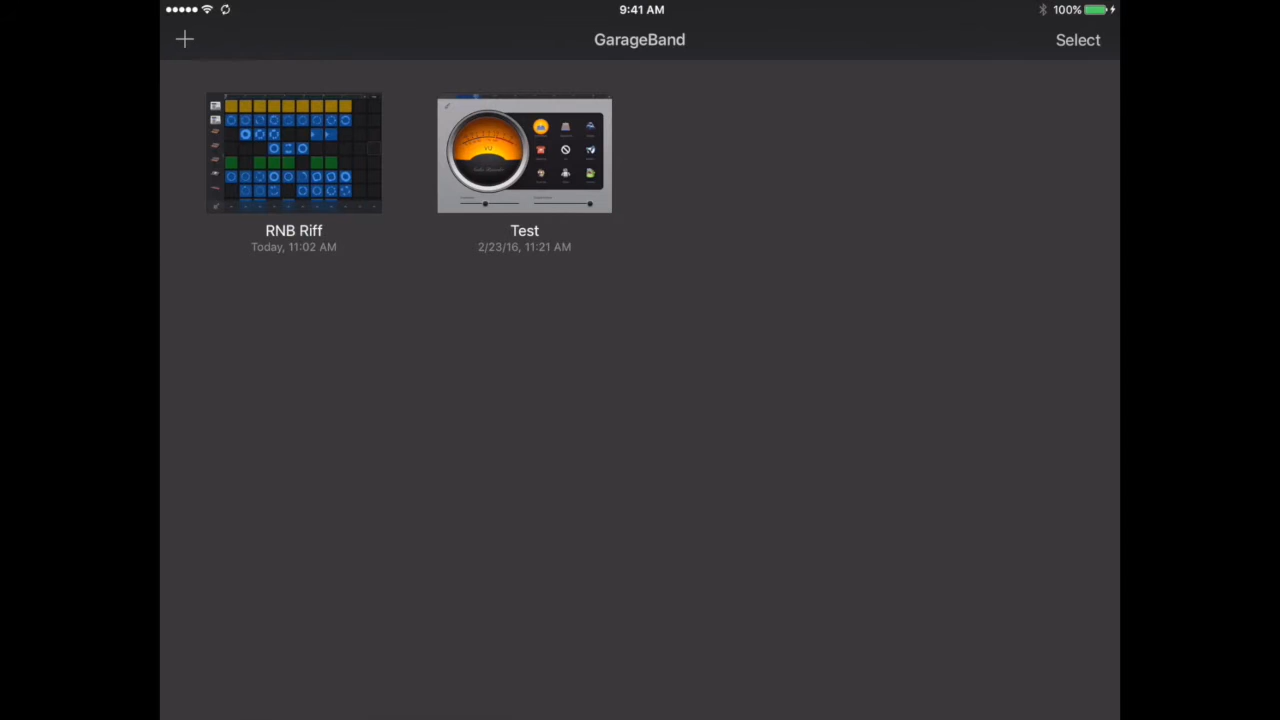 9:41 AM
100%
GarageBand
Select
RNB Riff
Today, 11:02 AM
Test
2/23/16, 11:21 AM